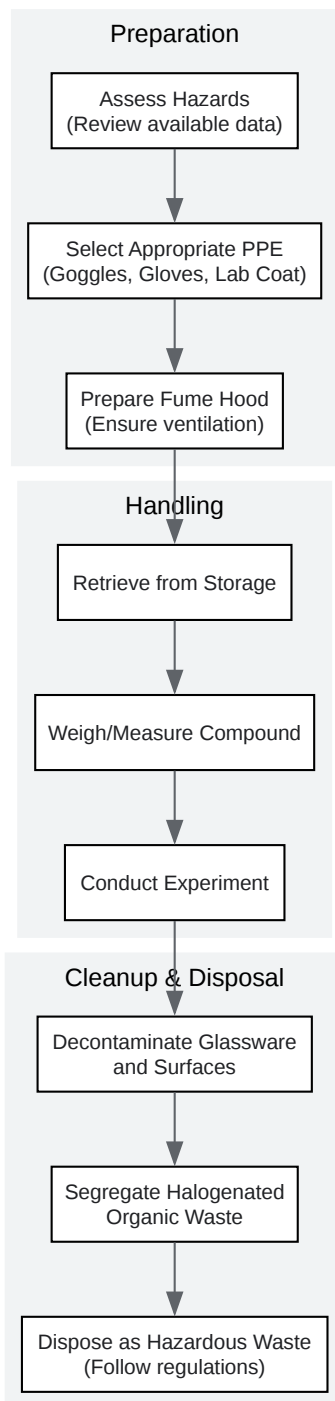 Preparation
Assess Hazards
(Review available data)
Select Appropriate PPE
(Goggles, Gloves, Lab Coat)
Prepare Fume Hood
(Ensure ventilation)
Handling
Retrieve from Storage
Weigh/Measure Compound
Conduct Experiment
Cleanup & Disposal
Decontaminate Glassware
and Surfaces
Segregate Halogenated
Organic Waste
Dispose as Hazardous Waste
(Follow regulations)